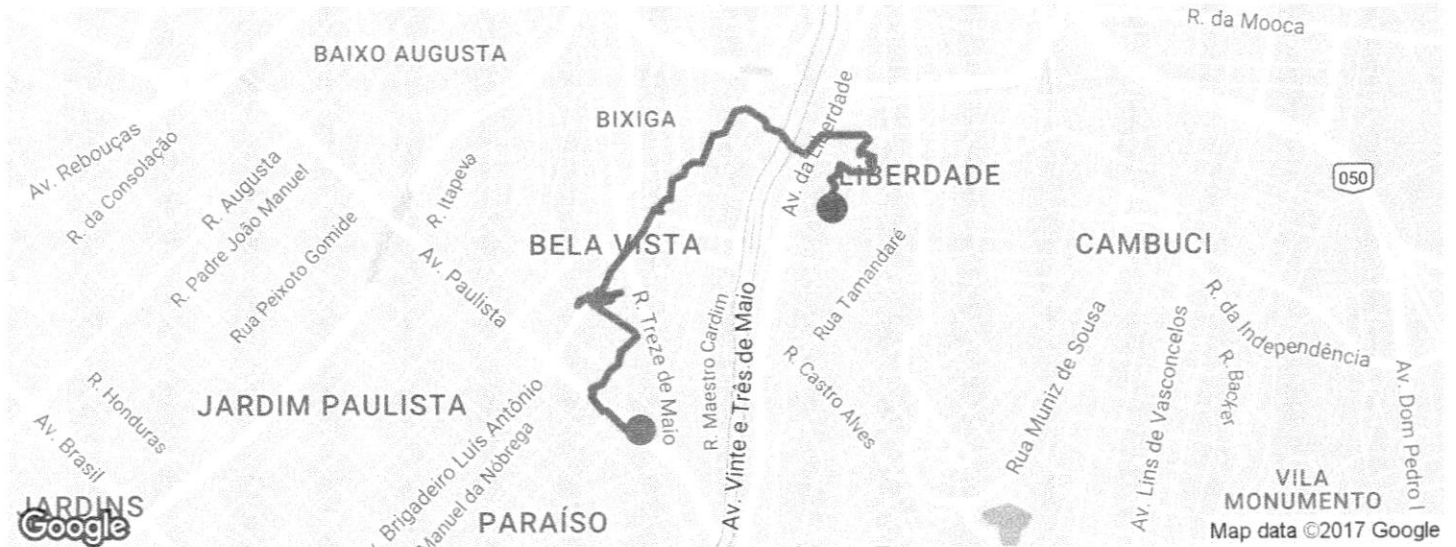 R. da Mooca
BAIXO AUGUSTA
BIXIGA
Av. Rebouças
R. da Consolação
R. Augusta
R. Padre João Manuel
Rua Peixoto Gomide
R. Itapeva
Av. da Liberdade
LIBERDADE
050
BELA VISTA
CAMBUCI
Av. Paulista
R. Treze de Maio
R. Maestro Cardim
Av. Vinte e Três de Maio
Rua Tamandaré
R. Castro Alves
Rua Muniz de Sousa
Av. Lins de Vasconcelos
R. da Independência
R. Backer
Av. Dom Pedro I
R. Honduras
Av. Brasil
JARDIM PAULISTA
Brigadeiro Luís Antônio
Manuel da Nóbrega
JARDINS
Google
PARAÍSO
VILA
MONUMENTO
Map data ©2017 Google